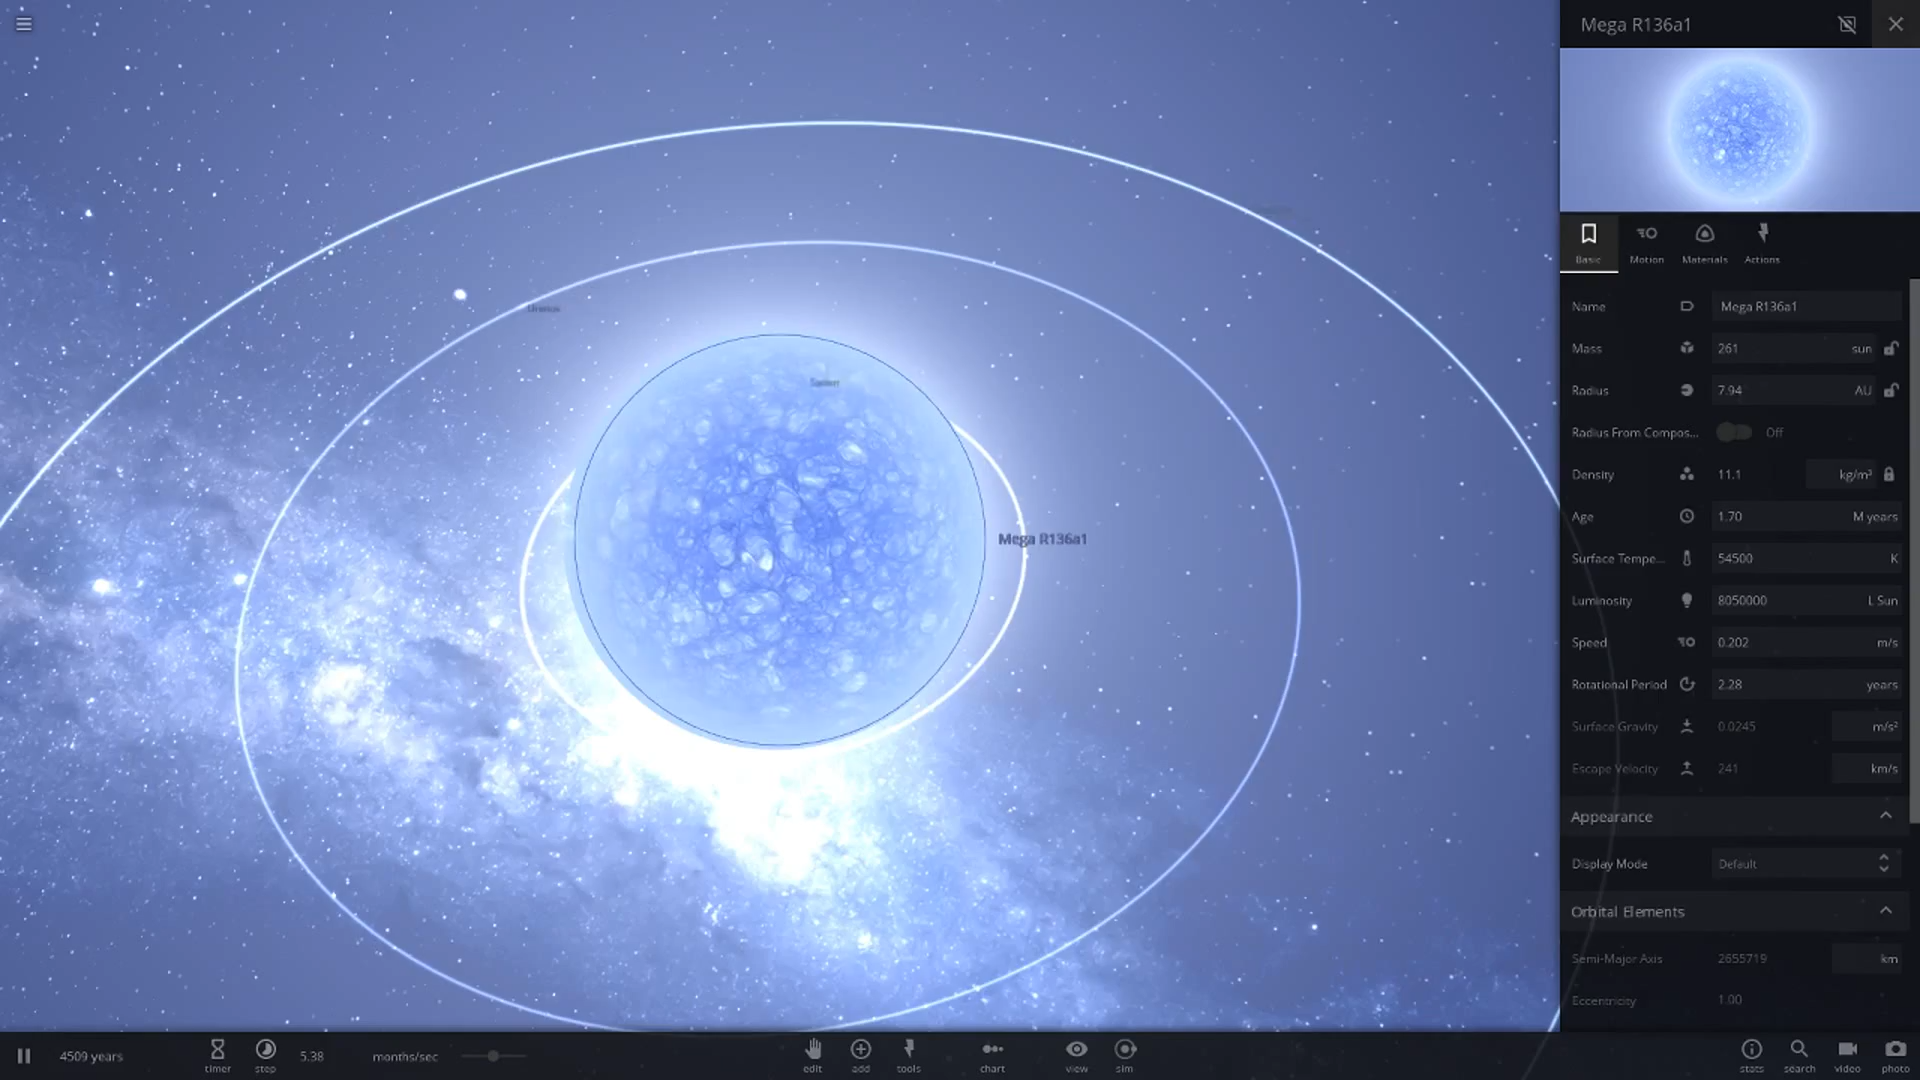 Mega R136a1
Basic
Motion
Materials
Actions
Name Mega R136a1
Mass 261 sun
Radius 7.94 AU
Radius From Compos... Off
Density 11.1 kg/m³
Age 1.70 M years
Surface Tempe... 54500 K
Luminosity 8050000 L Sun
Speed 0.202 m/s
Rotational Period 2.28 years
Surface Gravity 0.0245 m/s²
Escape Velocity 241 km/s
Appearance
Display Mode Default
Orbital Elements
Semi-Major Axis 2655719 km
Eccentricity 1.00
Uranus
Saturn
Mega R136a1
4509 years
timer
step
5.38 months/sec
edit
add
tools
chart
view
sim
stats
search
video
photo